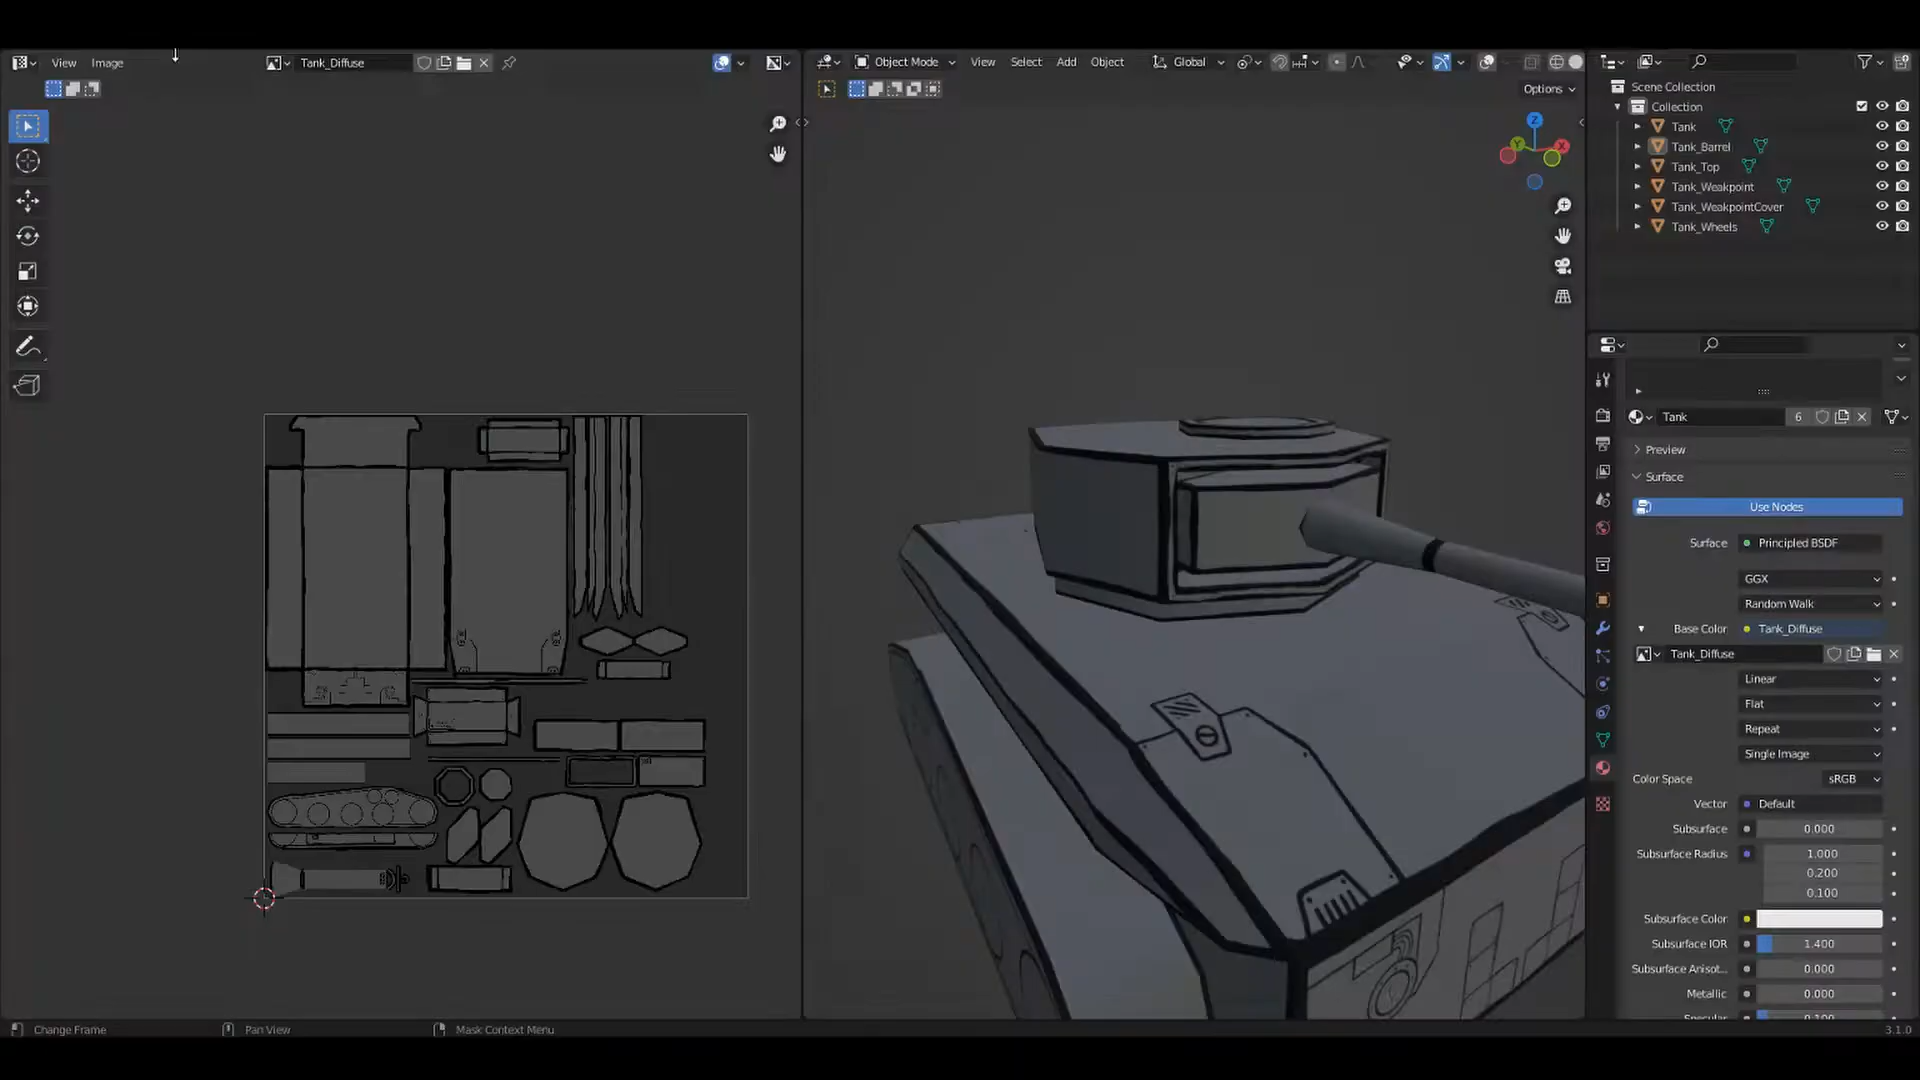 View Image Tank_Diffuse
Object Mode View Select Add Object Global
Options
Scene Collection
Collection
Tank
Tank_Barrel
Tank_Top
Tank_Weakpoint
Tank_WeakpointCover
Tank_Wheels
Z
Y
X
Tank 6
Preview
Surface
Use Nodes
Surface Principled BSDF
GGX
Random Walk
Base Color Tank_Diffuse
Tank_Diffuse
Linear
Flat
Repeat
Single Image
Color Space sRGB
Vector Default
Subsurface 0.000
Subsurface Radius 1.000
0.200
0.100
Subsurface Color
Subsurface IOR 1.400
Subsurface Anisot... 0.000
Metallic 0.000
Specular 0.100
Change Frame Pan View Mask Context Menu 3.1.0